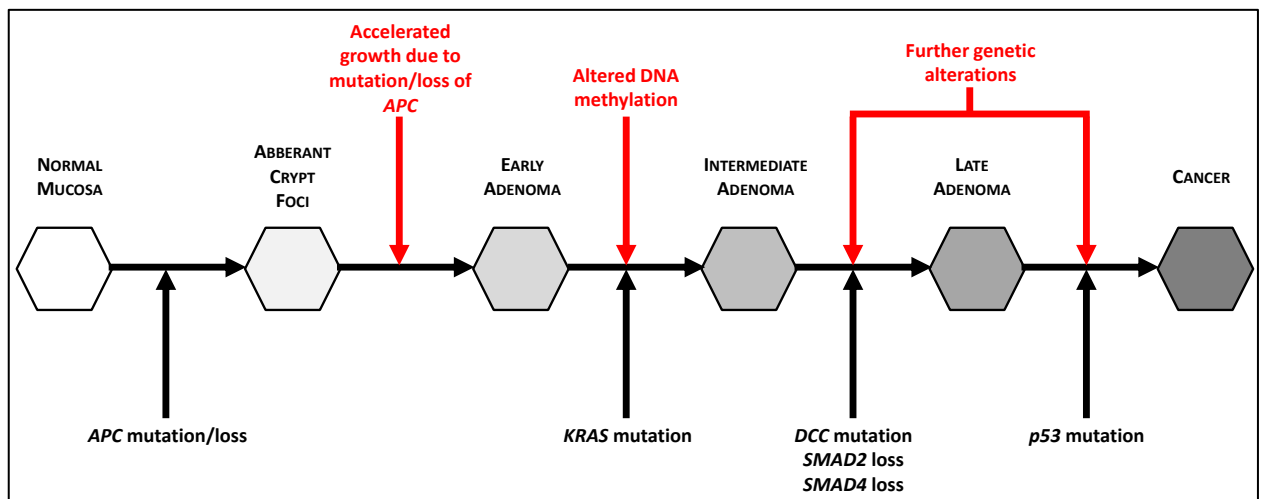 Accelerated
growth due to
mutation/loss of
APC
Altered DNA
methylation
Further genetic
alterations
NORMAL
MUCOSA
ABBERANT
CRYPT
FOCI
EARLY
ADENOMA
INTERMEDIATE
ADENOMA
LATE
ADENOMA
CANCER
APC mutation/loss
KRAS mutation
DCC mutation
SMAD2 loss
SMAD4 loss
p53 mutation